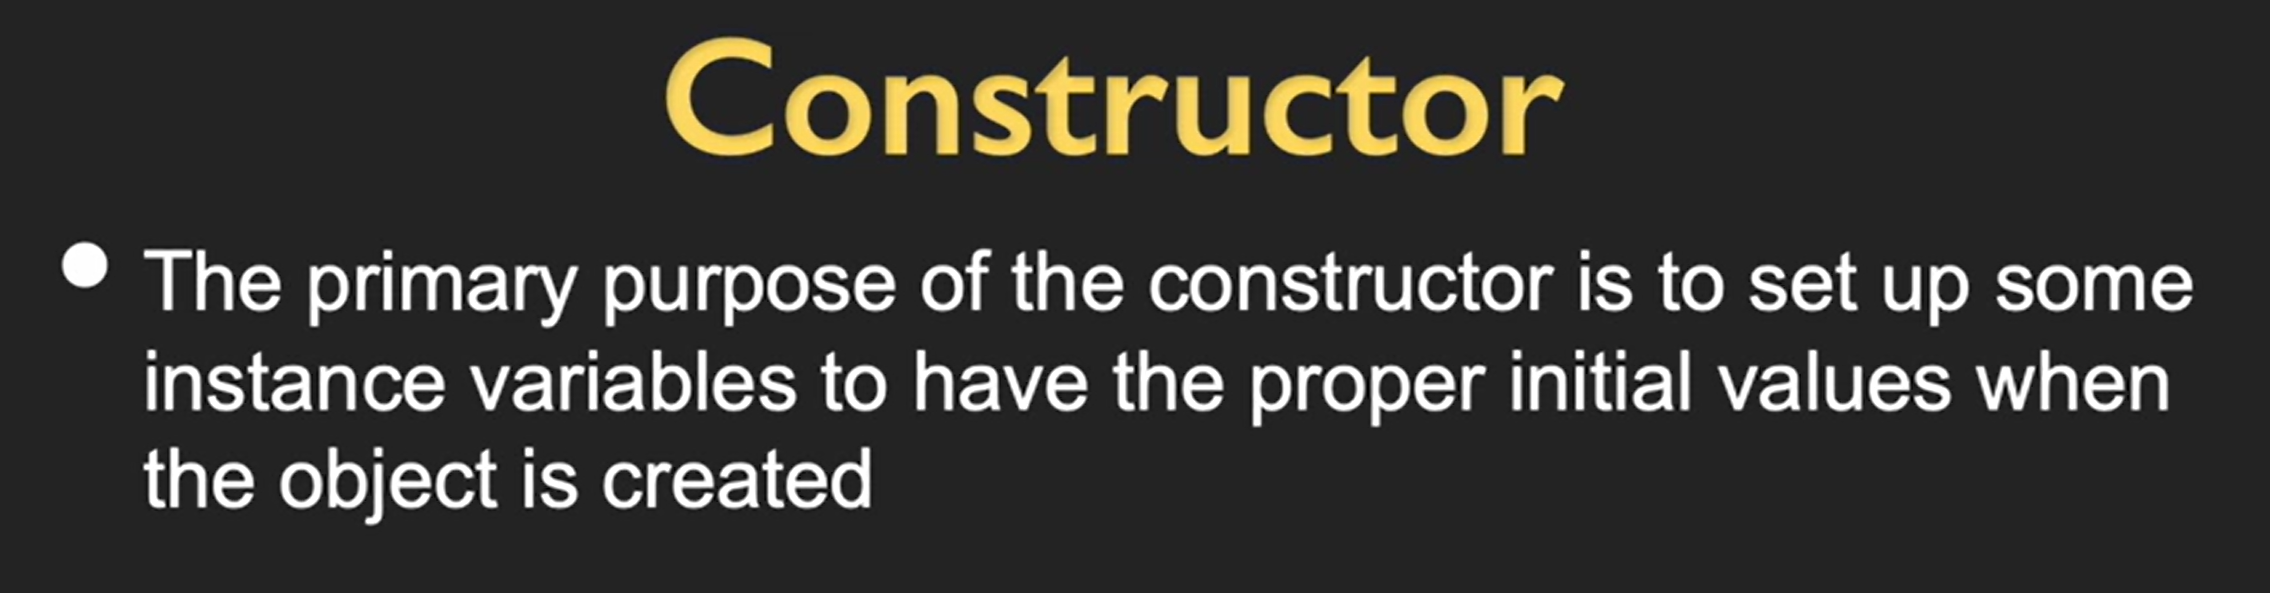 Constructor
• The primary purpose of the constructor is to set up some
instance variables to have the proper initial values when
the object is created